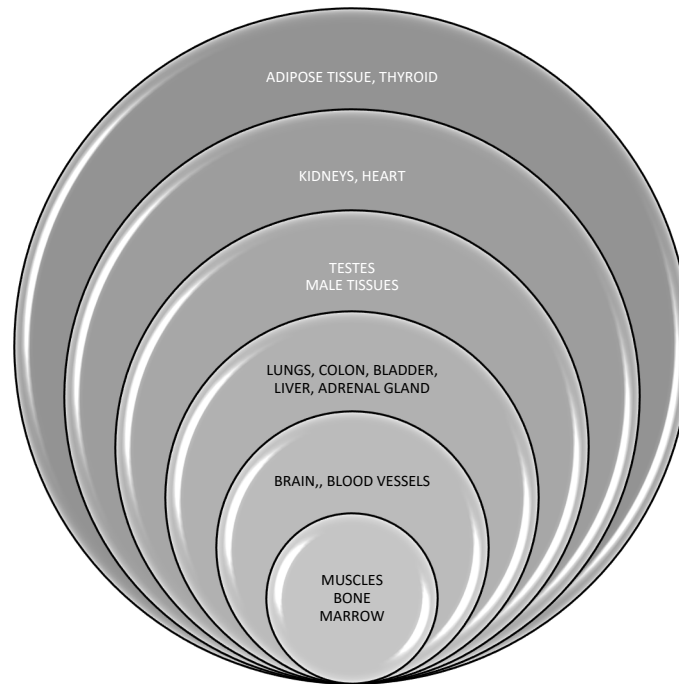 ADIPOSE TISSUE, THYROID
KIDNEYS, HEART
TESTES
MALE TISSUES
LUNGS, COLON, BLADDER,
LIVER, ADRENAL GLAND
BRAIN,, BLOOD VESSELS
MUSCLES
BONE
MARROW